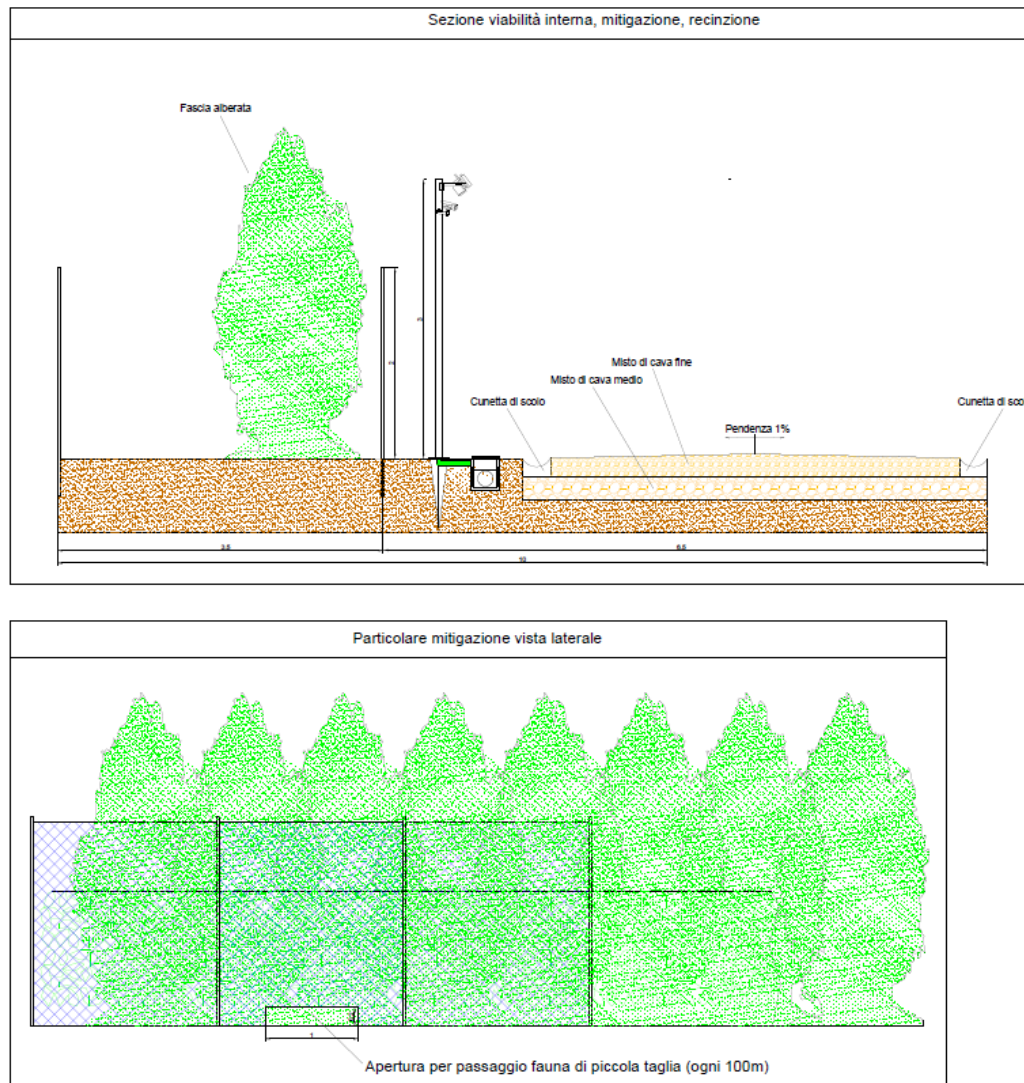 Sezione viabilità interna, mitigazione, recinzione
Fascia alberata
3
2
Misto di cava fine
Misto di cava medio
Cunetta di scolo
Cunetta di sco
Pendenza 1%
3.5
6.5
10
Particolare mitigazione vista laterale
1
Apertura per passaggio fauna di piccola taglia (ogni 100m)